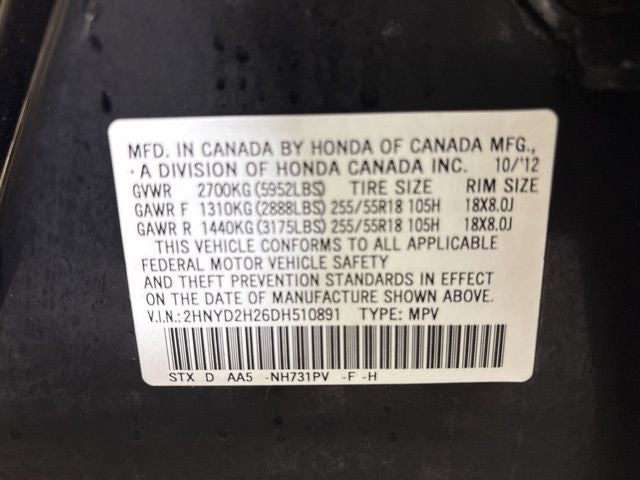 MFD. IN CANADA BY HONDA OF CANADA MFG.,
A DIVISION OF HONDA CANADA INC. 10/'12
GVWR 2700KG(5952LBS) TIRE SIZE RIM SIZE
GAWR F 1310KG(2888LBS) 255/55R18 105H 18X8.0J
GAWR R 1440KG(3175LBS) 255/55R18 105H 18X8.0J
THIS VEHICLE CONFORMS TO ALL APPLICABLE
FEDERAL MOTOR VEHICLE SAFETY
AND THEFT PREVENTION STANDARDS IN EFFECT
ON THE DATE OF MANUFACTURE SHOWN ABOVE.
V.I.N.: 2HNYD2H26DH510891 TYPE: MPV
STX D AA5 -NH731PV -F -H